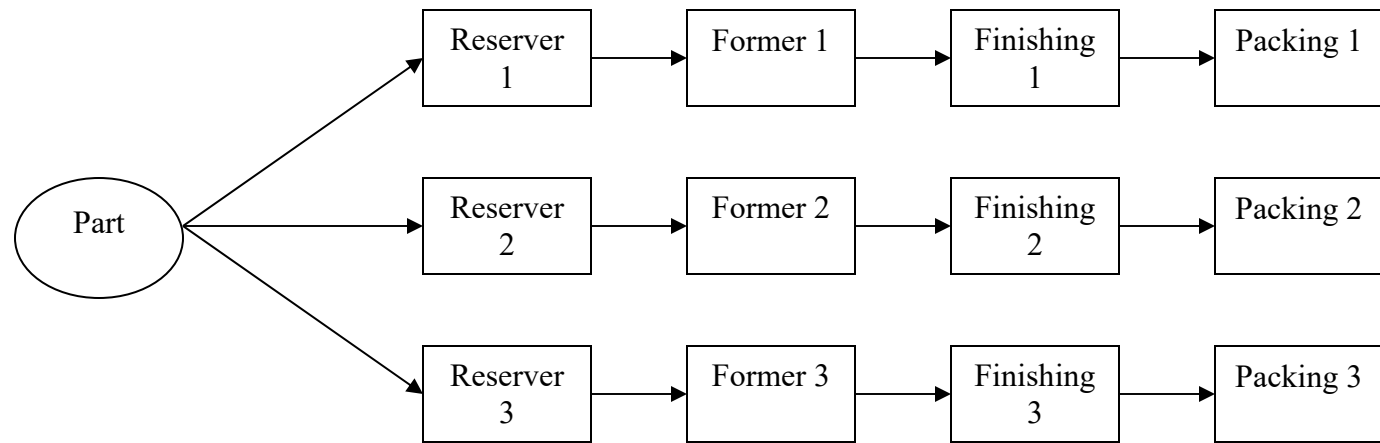 Part
Reserver
1
Former 1
Finishing
1
Packing 1
Reserver
2
Former 2
Finishing
2
Packing 2
Reserver
3
Former 3
Finishing
3
Packing 3